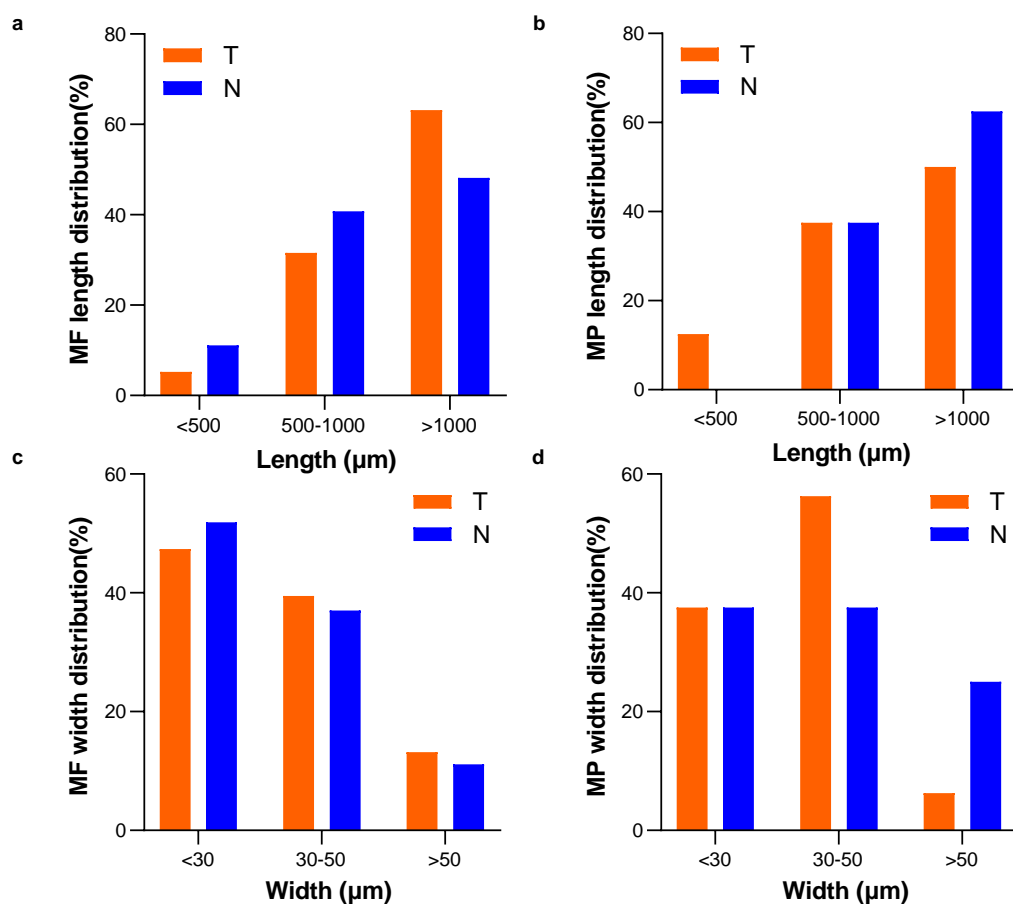 a
MF length distribution(%)
80
60
40
20
0
T
N
<500
500-1000
>1000
Length (μm)
b
MP length distribution(%)
80
60
40
20
0
T
N
<500
500-1000
>1000
Length (μm)
c
MF width distribution(%)
60
40
20
0
T
N
<30
30-50
>50
Width (μm)
d
MP width distribution(%)
60
40
20
0
T
N
<30
30-50
>50
Width (μm)